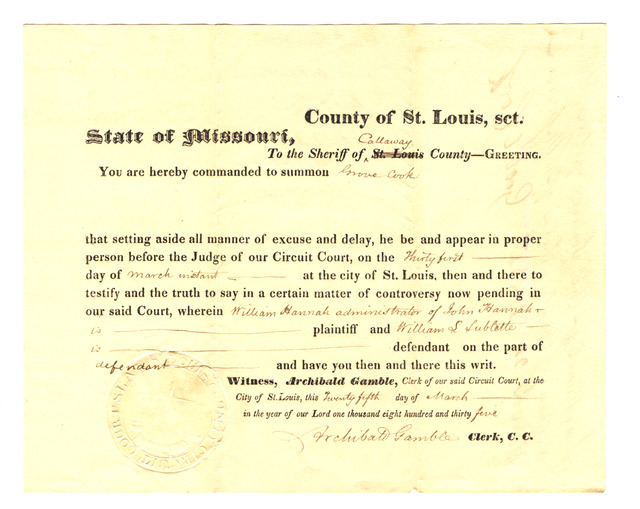 County of St. Louis, sct.
State of Missouri,
Callaway
To the Sheriff of ‸ St. Louis County—GREETING.
You are hereby commanded to summon Grove Cook
that setting aside all manner of excuse and delay, he be and appear in proper
person before the Judge of our Circuit Court, on the Thirty first
day of March instant at the city of St. Louis, then and there to
testify and the truth to say in a certain matter of controversy now pending in
our said Court, wherein William Hannah administrator of John Hannah
is plaintiff and William L Sublette
is defendant on the part of
defendant and have you then and there this writ.
Witness, Archibald Gamble, Clerk of our said Circuit Court, at the
City of St. Louis, this Twenty fifth day of March
in the year of our Lord one thousand eight hundred and thirty five
Archibald Gamble Clerk, C. C.